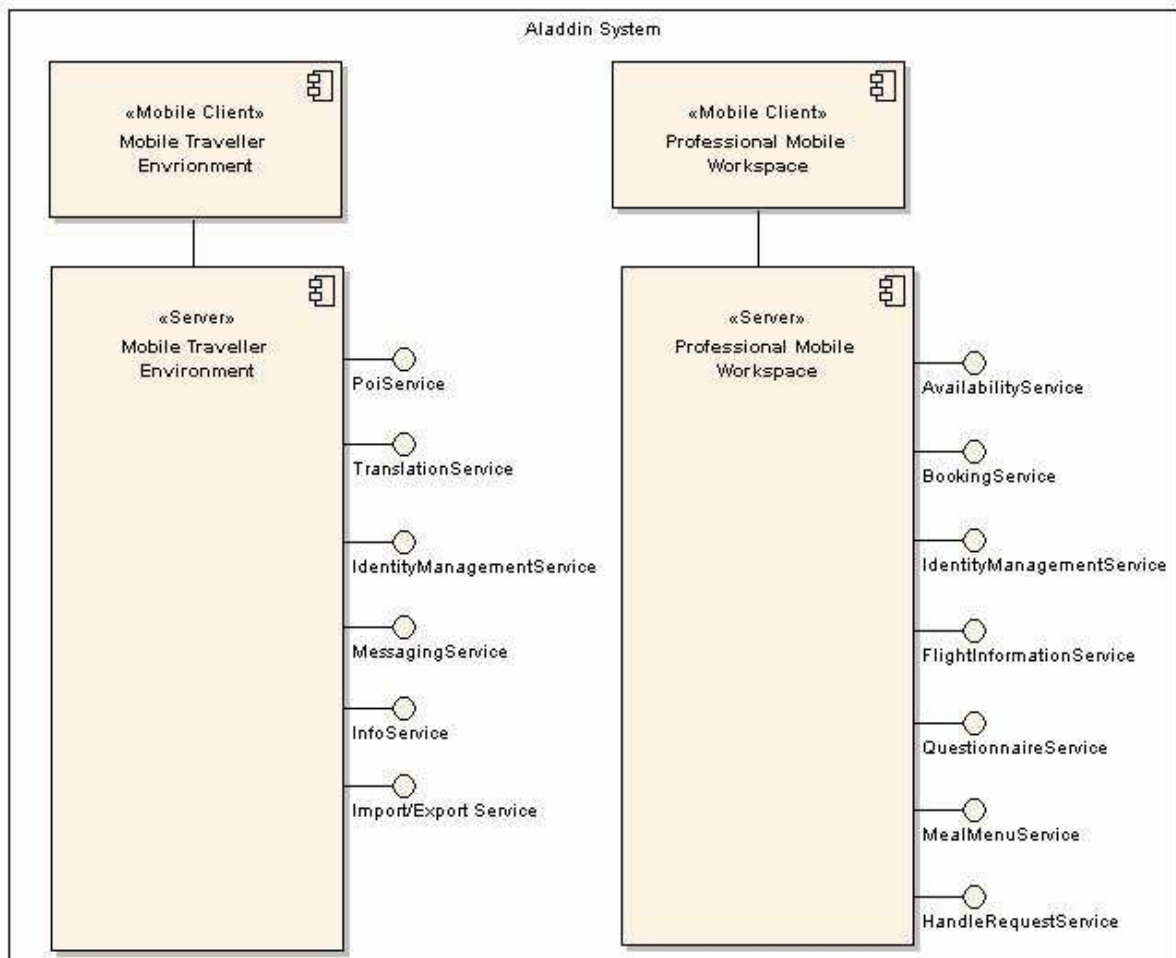 Aladdin System
«Mobile Client»
Mobile Traveller
Envrionment
«Mobile Client»
Professional Mobile
Workspace
«Server»
Mobile Traveller
Environment
PoiService
TranslationService
IdentityManagementService
MessagingService
InfoService
Import/Export Service
«Server»
Professional Mobile
Workspace
AvailabilityService
BookingService
IdentityManagementService
FlightInformationService
QuestionnaireService
MealMenuService
HandleRequestService